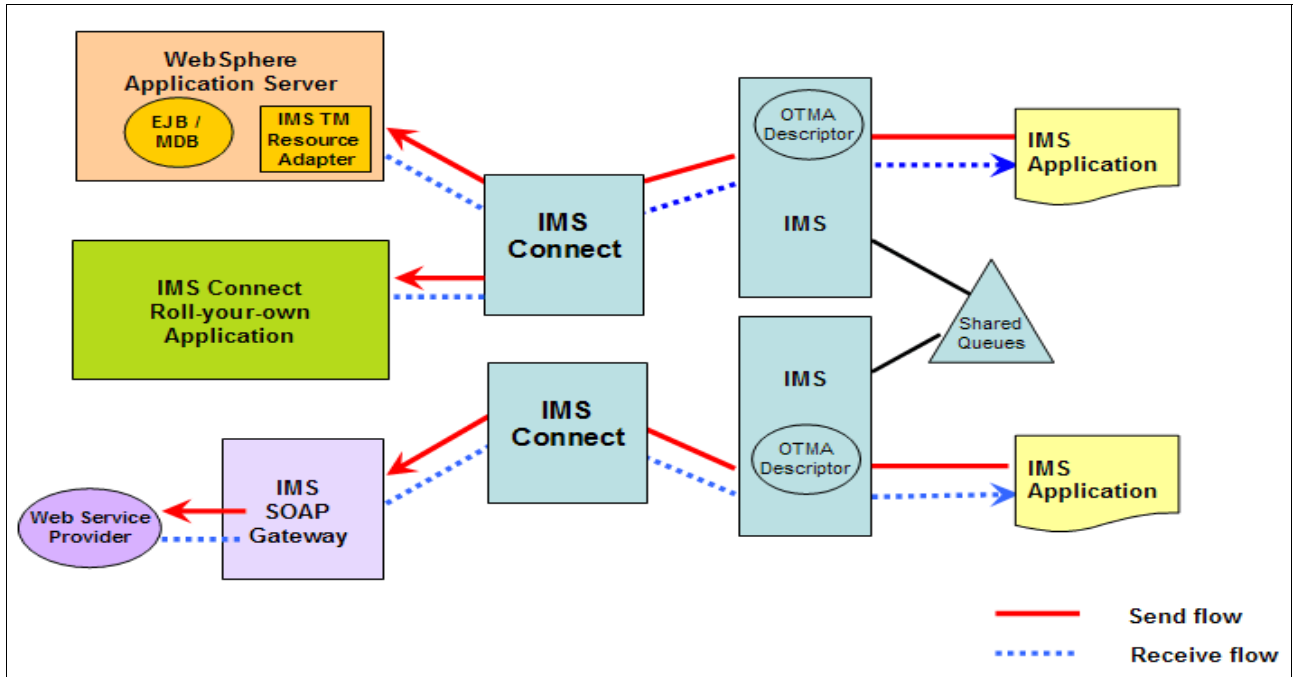 WebSphere
Application Server
EJB /
MDB
IMS TM
Resource
Adapter
IMS Connect
Roll-your-own
Application
IMS
Connect
OTMA
Descriptor
IMS
IMS
Application
Shared
Queues
IMS
Connect
IMS
OTMA
Descriptor
IMS
Application
IMS
SOAP
Gateway
Web Service
Provider
Send flow
Receive flow